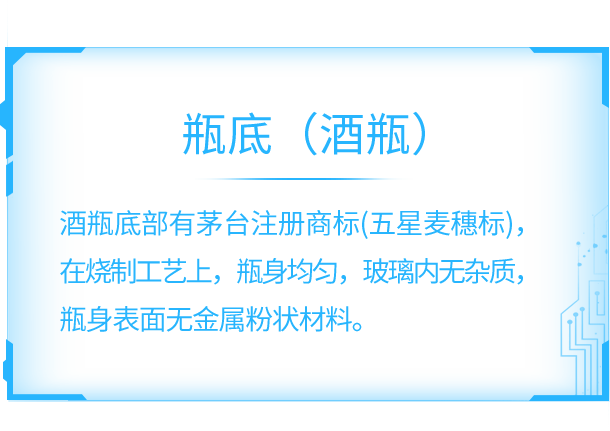 瓶底（酒瓶）
酒瓶底部有茅台注册商标(五星麦穗标)，
在烧制工艺上，瓶身均匀，玻璃内无杂质，
瓶身表面无金属粉状材料。